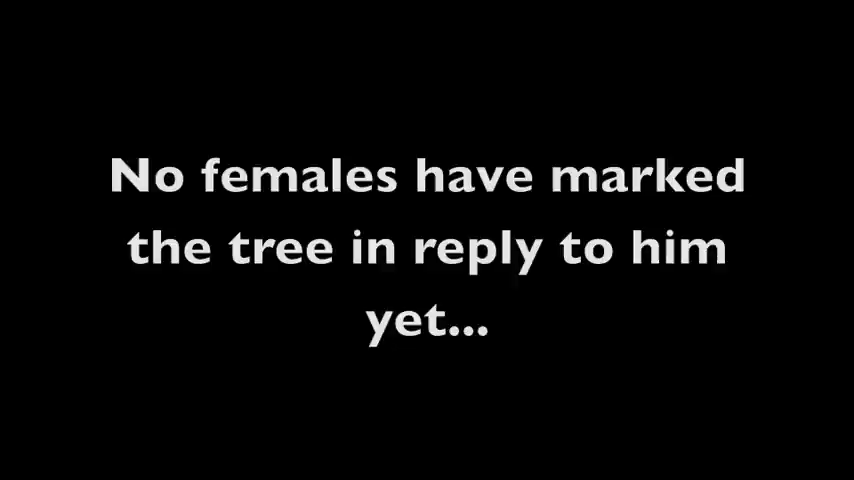 No females have marked
the tree in reply to him
yet...